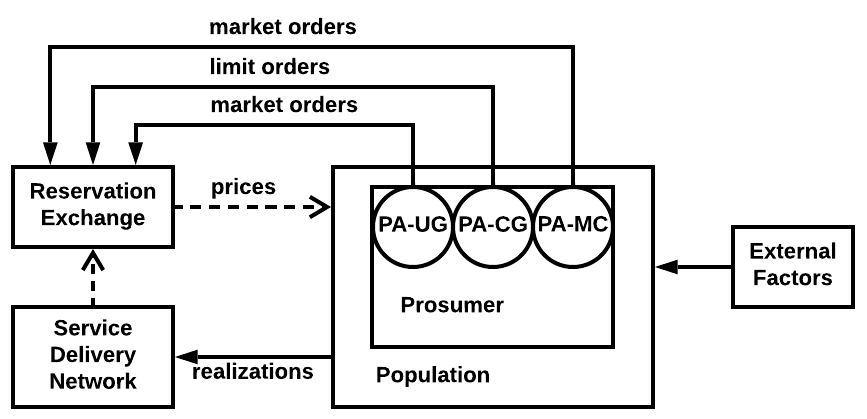 market orders
limit orders
market orders
Reservation
Exchange
prices
PA-UG
PA-CG
PA-MC
External
Factors
Prosumer
Service
Delivery
Network
realizations
Population